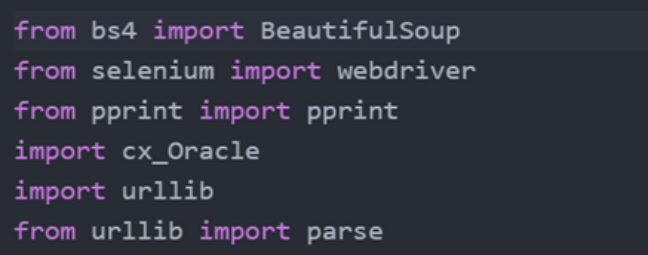 from bs4 import BeautifulSoup
from selenium import webdriver
from pprint import pprint
import cx_Oracle
import urllib
from urllib import parse